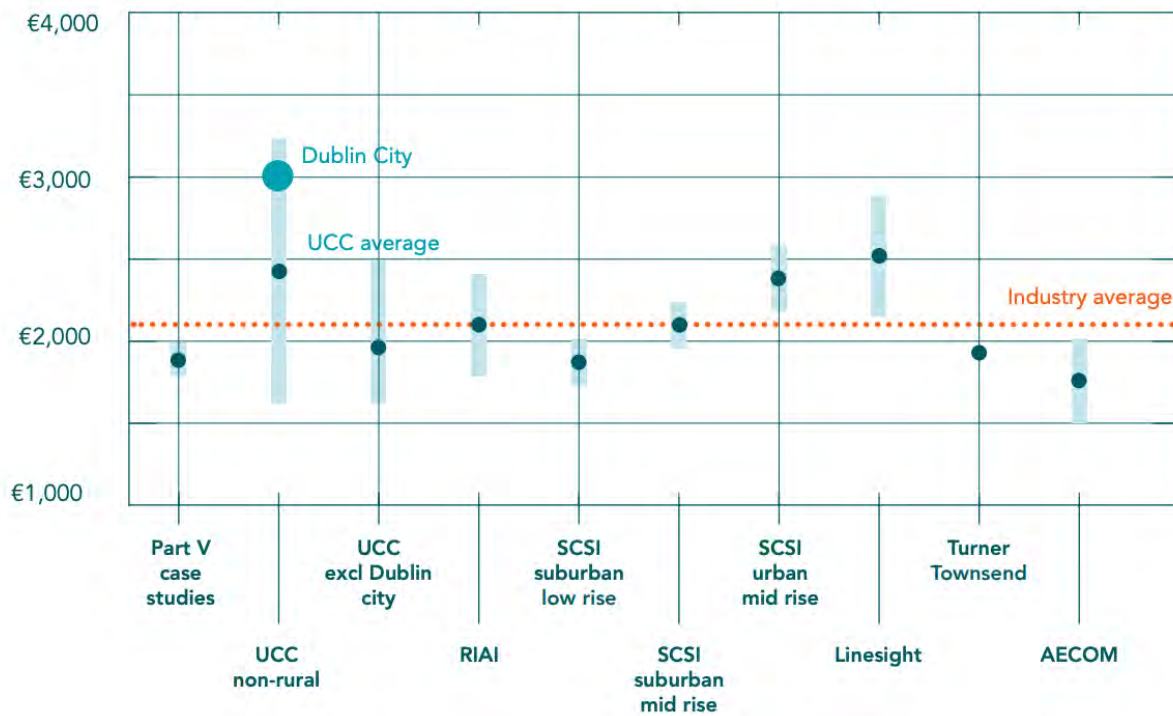 €4,000
€3,000
€2,000
€1,000
Dublin City
UCC average
Industry average
Part V
case
studies
UCC
non-rural
UCC
excl Dublin
city
RIAI
SCSI
suburban
low rise
SCSI
suburban
mid rise
SCSI
urban
mid rise
Linesight
Turner
Townsend
AECOM